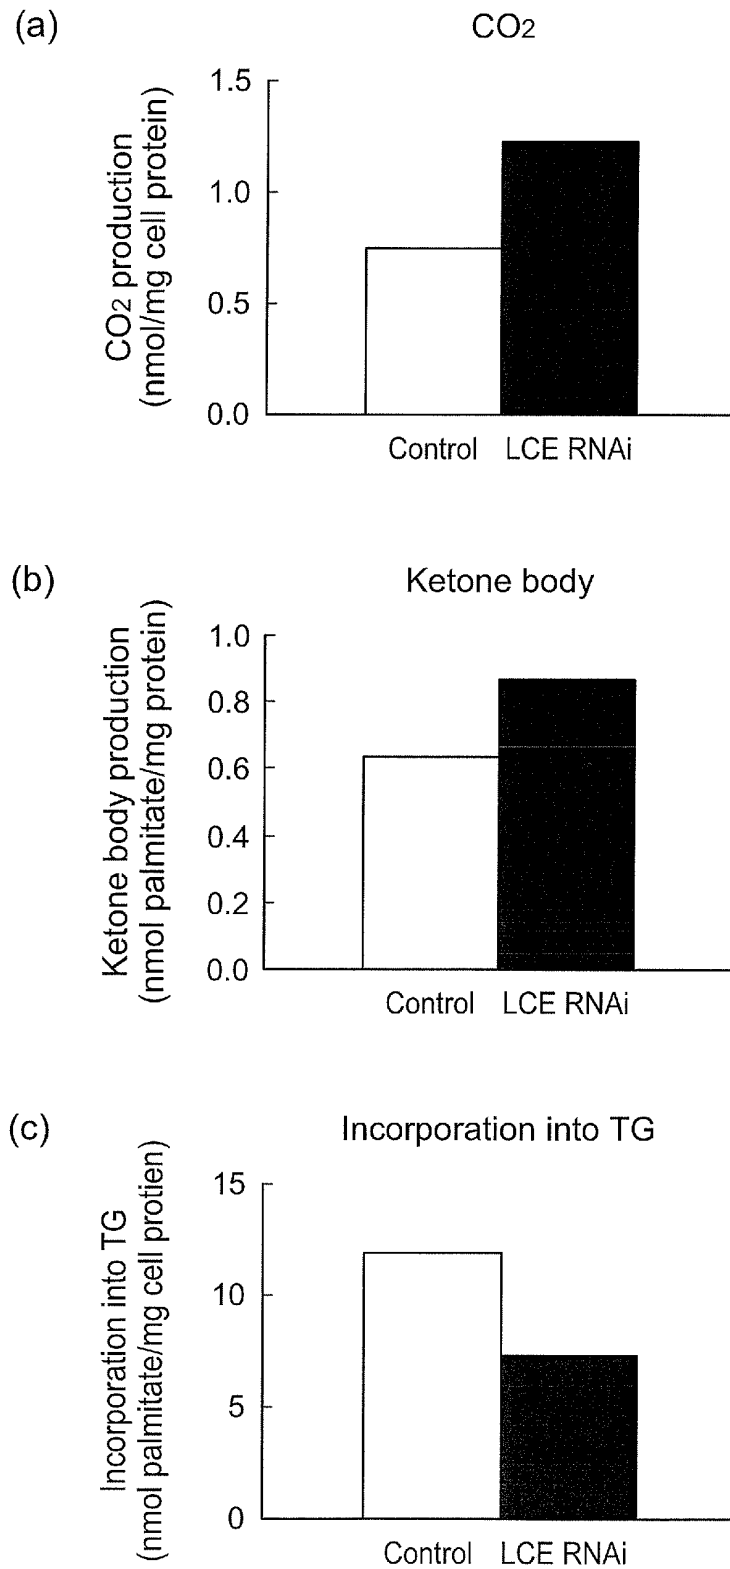 (a)
CO2
CO2 production
(nmol/mg cell protein)
1.5
1.0
0.5
0.0
Control
LCE RNAi
(b)
Ketone body
Ketone body production
(nmol palmitate/mg protein)
1.0
0.8
0.6
0.4
0.2
0.0
Control
LCE RNAi
(c)
Incorporation into TG
Incorporation into TG
(nmol palmitate/mg cell protien)
15
10
5
0
Control
LCE RNAi